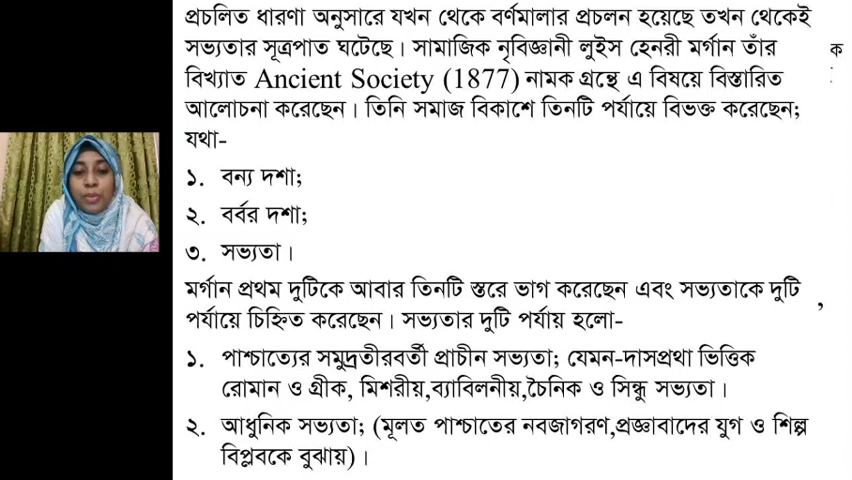 প্রচলিত ধারণা অনুসারে যখন থেকে বর্ণমালার প্রচলন হয়েছে তখন থেকেই
সভ্যতার সূত্রপাত ঘটেছে। সামাজিক নৃবিজ্ঞানী লুইস হেনরী মর্গান তাঁর
বিখ্যাত Ancient Society (1877) নামক গ্রন্থে এ বিষয়ে বিস্তারিত
আলোচনা করেছেন। তিনি সমাজ বিকাশে তিনটি পর্যায়ে বিভক্ত করেছেন;
যথা-
১. বন্য দশা;
২. বর্বর দশা;
৩. সভ্যতা।
মর্গান প্রথম দুটিকে আবার তিনটি স্তরে ভাগ করেছেন এবং সভ্যতাকে দুটি
পর্যায়ে চিহ্নিত করেছেন। সভ্যতার দুটি পর্যায় হলো-
১. পাশ্চাত্যের সমুদ্রতীরবর্তী প্রাচীন সভ্যতা; যেমন-দাসপ্রথা ভিত্তিক
রোমান ও গ্রীক, মিশরীয়,ব্যাবিলনীয়,চৈনিক ও সিন্ধু সভ্যতা।
২. আধুনিক সভ্যতা; (মূলত পাশ্চাতের নবজাগরণ,প্রজ্ঞাবাদের যুগ ও শিল্প
বিপ্লবকে বুঝায়)।
ক